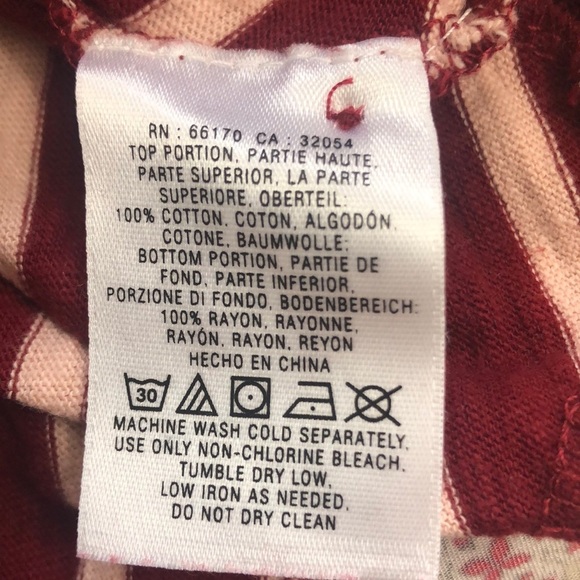 RN : 66170 CA : 32054
TOP PORTION, PARTIE HAUTE,
PARTE SUPERIOR, LA PARTE
SUPERIORE, OBERTEIL:
100% COTTON, COTON, ALGODÓN,
COTONE, BAUMWOLLE:
BOTTOM PORTION, PARTIE DE
FOND, PARTE INFERIOR,
PORZIONE DI FONDO, BODENBEREICH:
100% RAYON, RAYONNE,
RAYÓN, RAYON, REYON
HECHO EN CHINA
30
MACHINE WASH COLD SEPARATELY,
USE ONLY NON-CHLORINE BLEACH.
TUMBLE DRY LOW,
LOW IRON AS NEEDED,
DO NOT DRY CLEAN